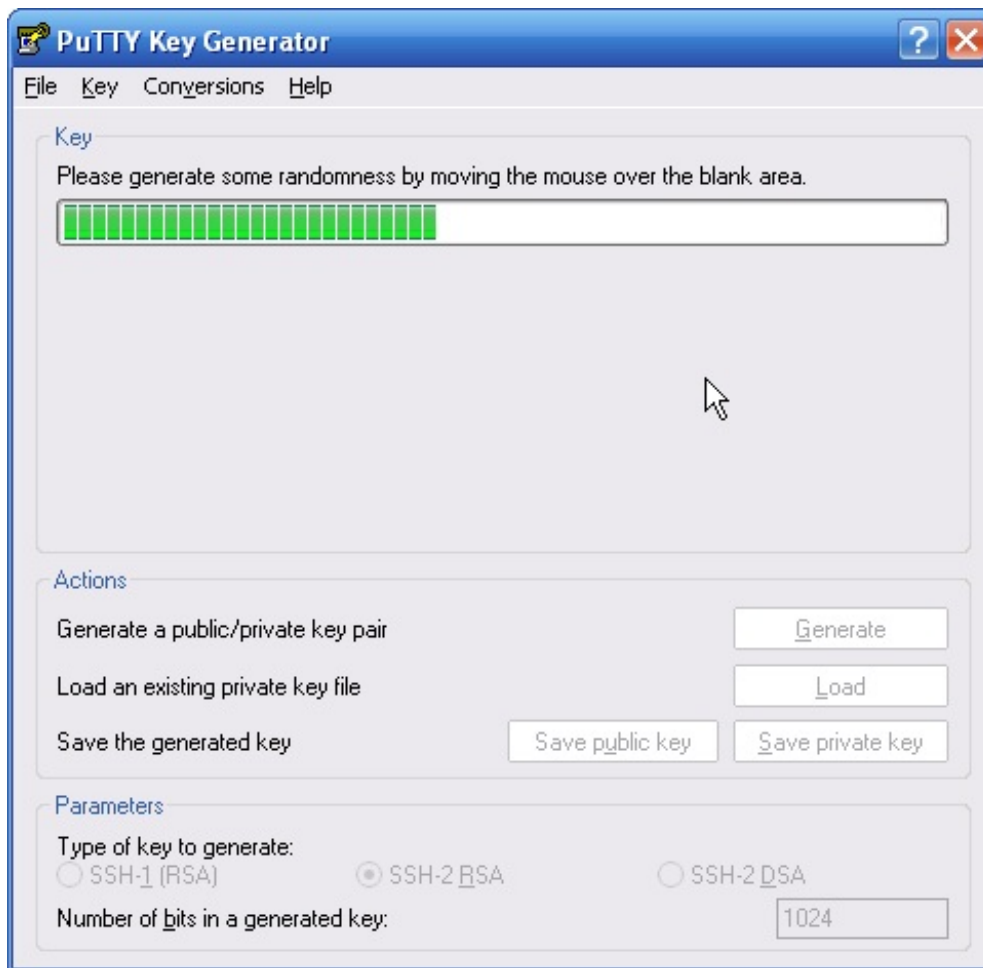 PuTTY Key Generator
File Key Conversions Help
Key
Please generate some randomness by moving the mouse over the blank area.
Actions
Generate a public/private key pair Generate
Load an existing private key file Load
Save the generated key Save public key Save private key
Parameters
Type of key to generate:
SSH-1 (RSA) SSH-2 RSA SSH-2 DSA
Number of bits in a generated key: 1024